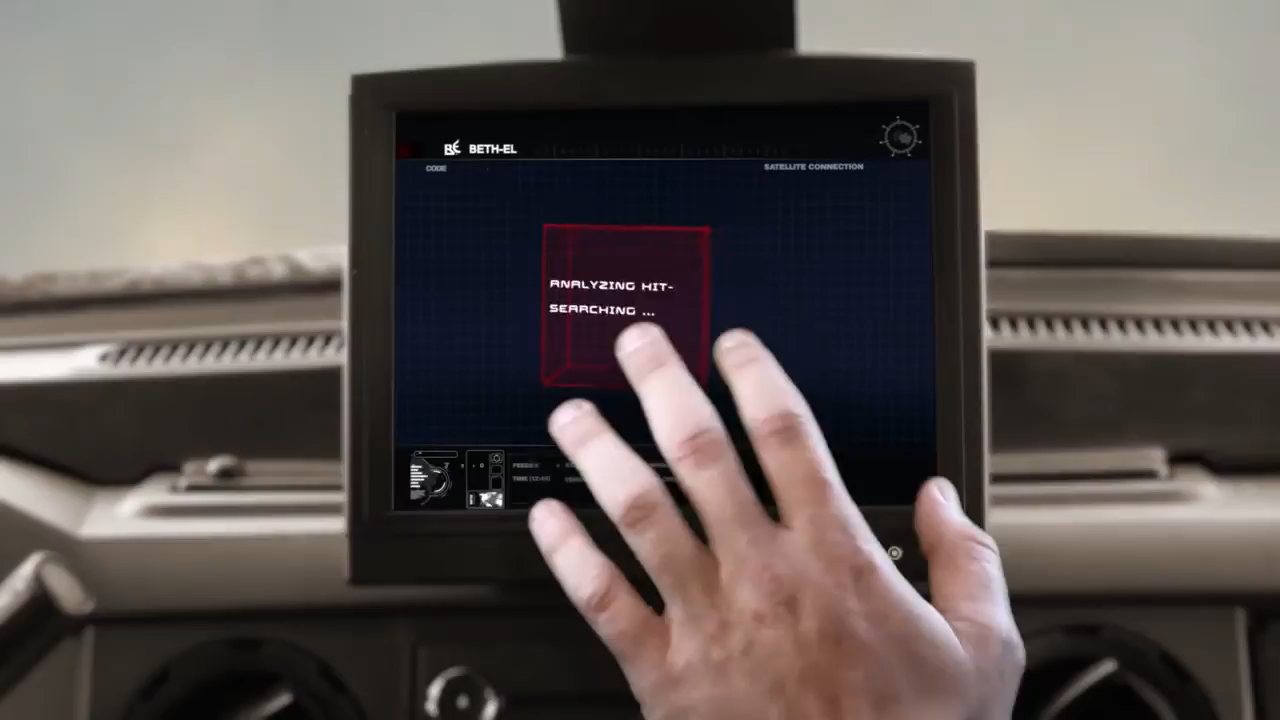 BETH-EL
CODE
SATELLITE CONNECTION
ANALYZING HIT-
SEARCHING ...